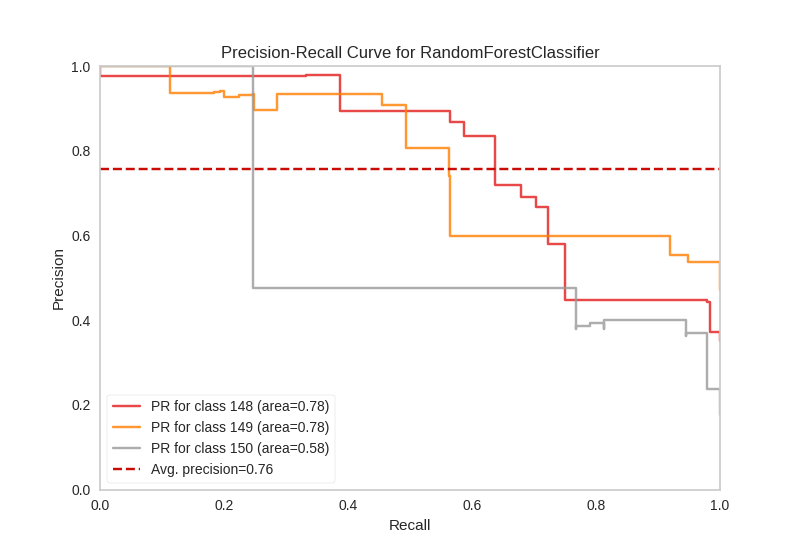 Precision-Recall Curve for RandomForestClassifier
1.0
0.8
0.6
0.4
0.2
0.0
Precision
PR for class 148 (area=0.78)
PR for class 149 (area=0.78)
PR for class 150 (area=0.58)
Avg. precision=0.76
0.0 0.2 0.4 0.6 0.8 1.0
Recall